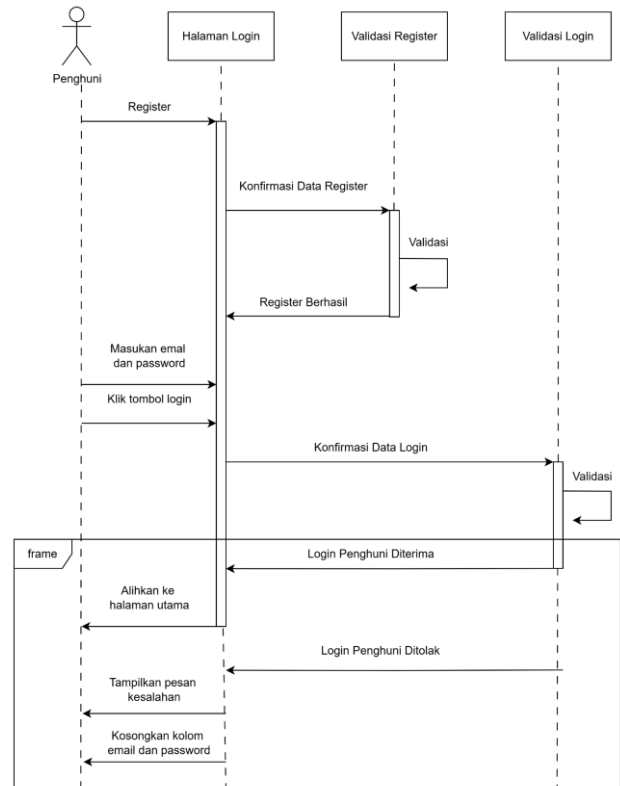 Halaman Login
Validasi Register
Validasi Login
Penghuni
Register
Konfirmasi Data Register
Validasi
Register Berhasil
Masukan emal
dan password
Klik tombol login
Konfirmasi Data Login
Validasi
frame
Login Penghuni Diterima
Alihkan ke
halaman utama
Login Penghuni Ditolak
Tampilkan pesan
kesalahan
Kosongkan kolom
email dan password